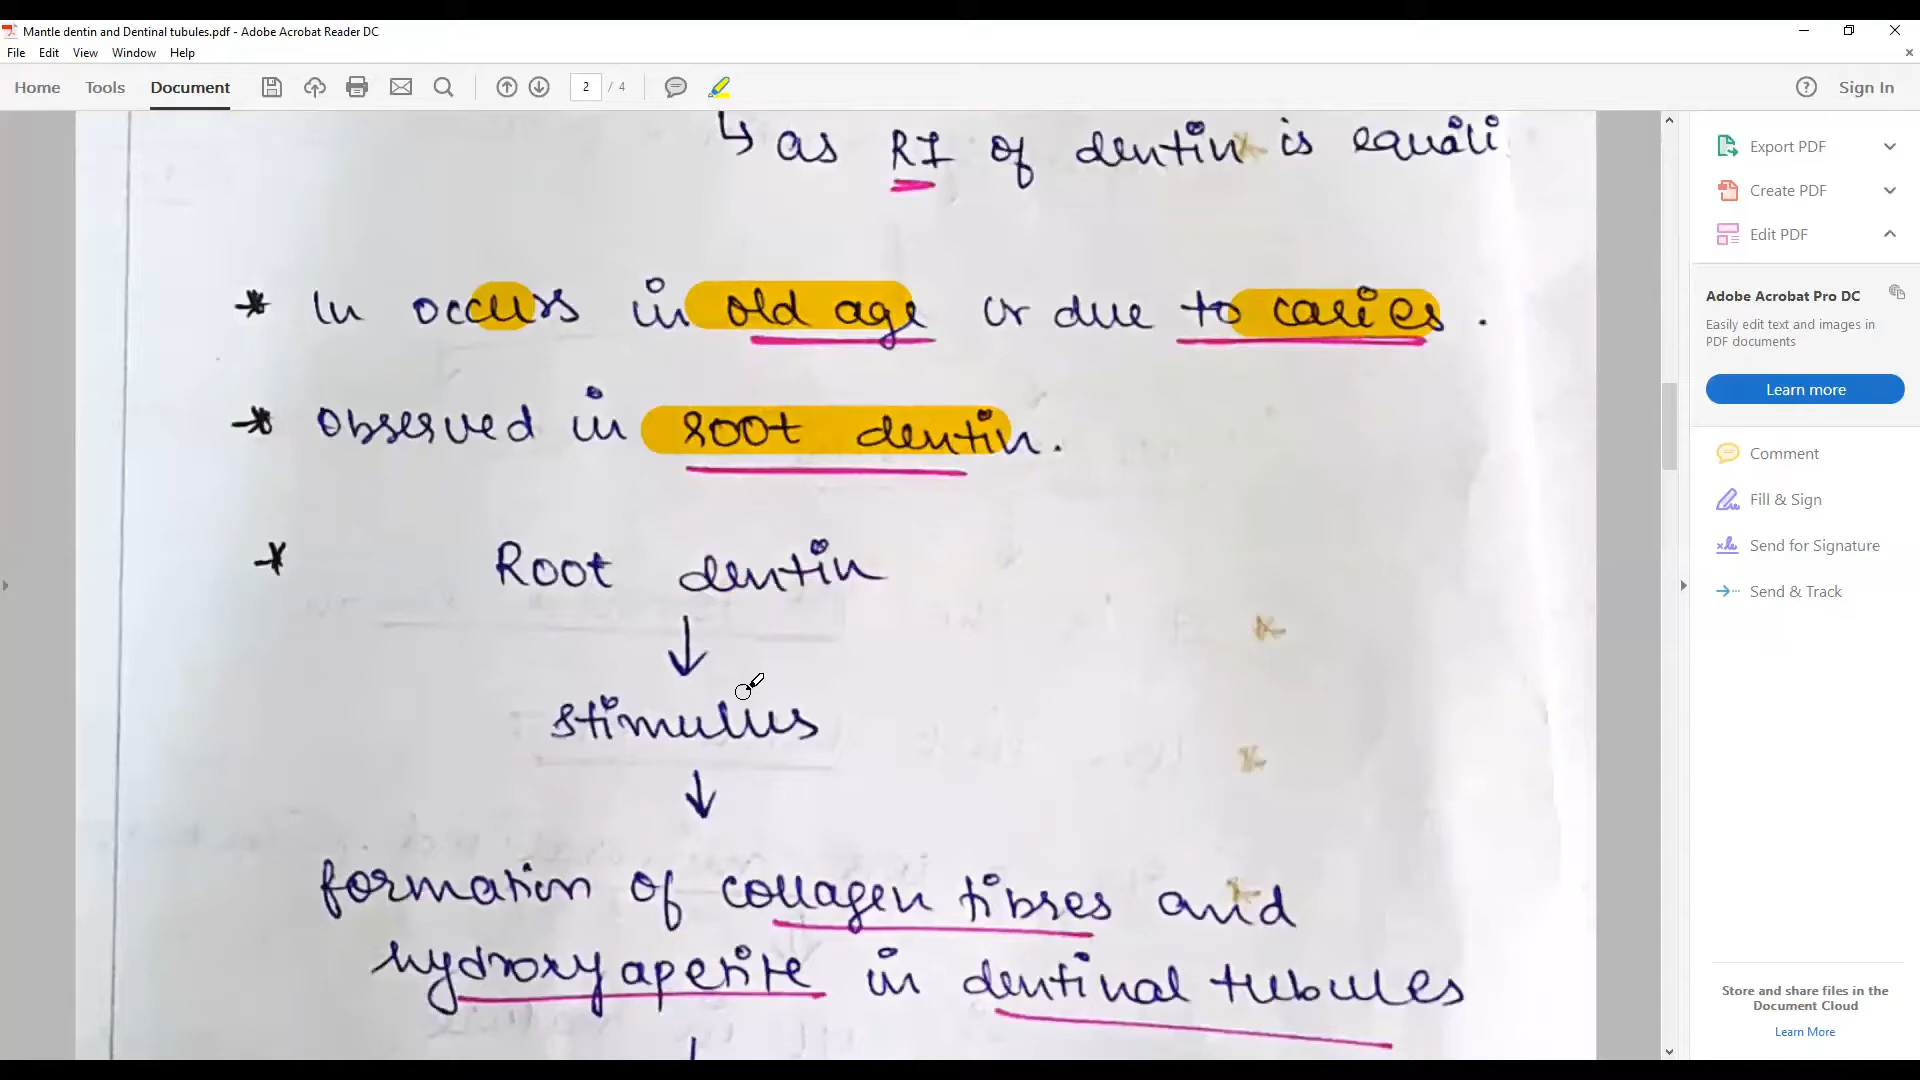 Mantle dentin and Dentinal tubules.pdf - Adobe Acrobat Reader DC
File Edit View Window Help
Home Tools Document 2 / 4 Sign In
↳ as RI of dentin is equali
* In occurs in old age or due to caries .
* Observed in root dentin.
* Root dentin
↓
stimulus
↓
formation of collagen fibres and
hydroxyapetite in dentinal tubules
Export PDF
Create PDF
Edit PDF
Adobe Acrobat Pro DC
Easily edit text and images in
PDF documents
Learn more
Comment
Fill & Sign
Send for Signature
Send & Track
Store and share files in the
Document Cloud
Learn More